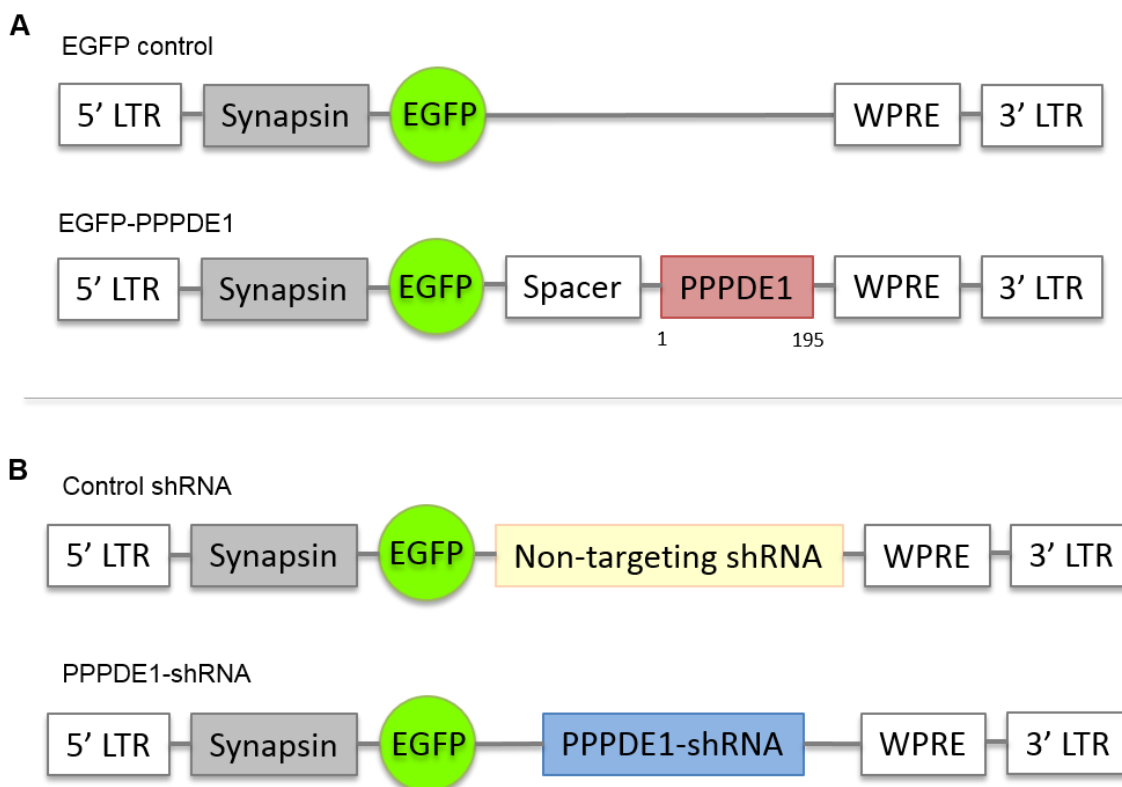 A
EGFP control
5’ LTR Synapsin EGFP WPRE 3’ LTR
EGFP-PPPDE1
5’ LTR Synapsin EGFP Spacer PPPDE1 WPRE 3’ LTR
1 195
B
Control shRNA
5’ LTR Synapsin EGFP Non-targeting shRNA WPRE 3’ LTR
PPPDE1-shRNA
5’ LTR Synapsin EGFP PPPDE1-shRNA WPRE 3’ LTR